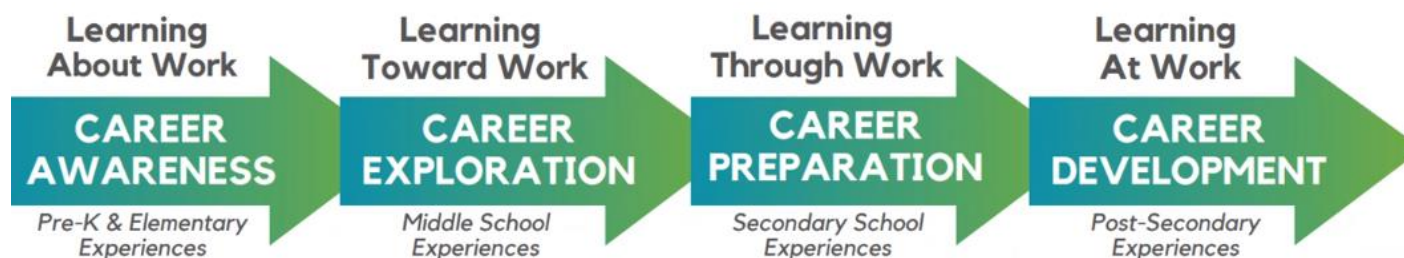 Learning
About Work
CAREER
AWARENESS
Pre-K & Elementary
Experiences
Learning
Toward Work
CAREER
EXPLORATION
Middle School
Experiences
Learning
Through Work
CAREER
PREPARATION
Secondary School
Experiences
Learning
At Work
CAREER
DEVELOPMENT
Post-Secondary
Experiences